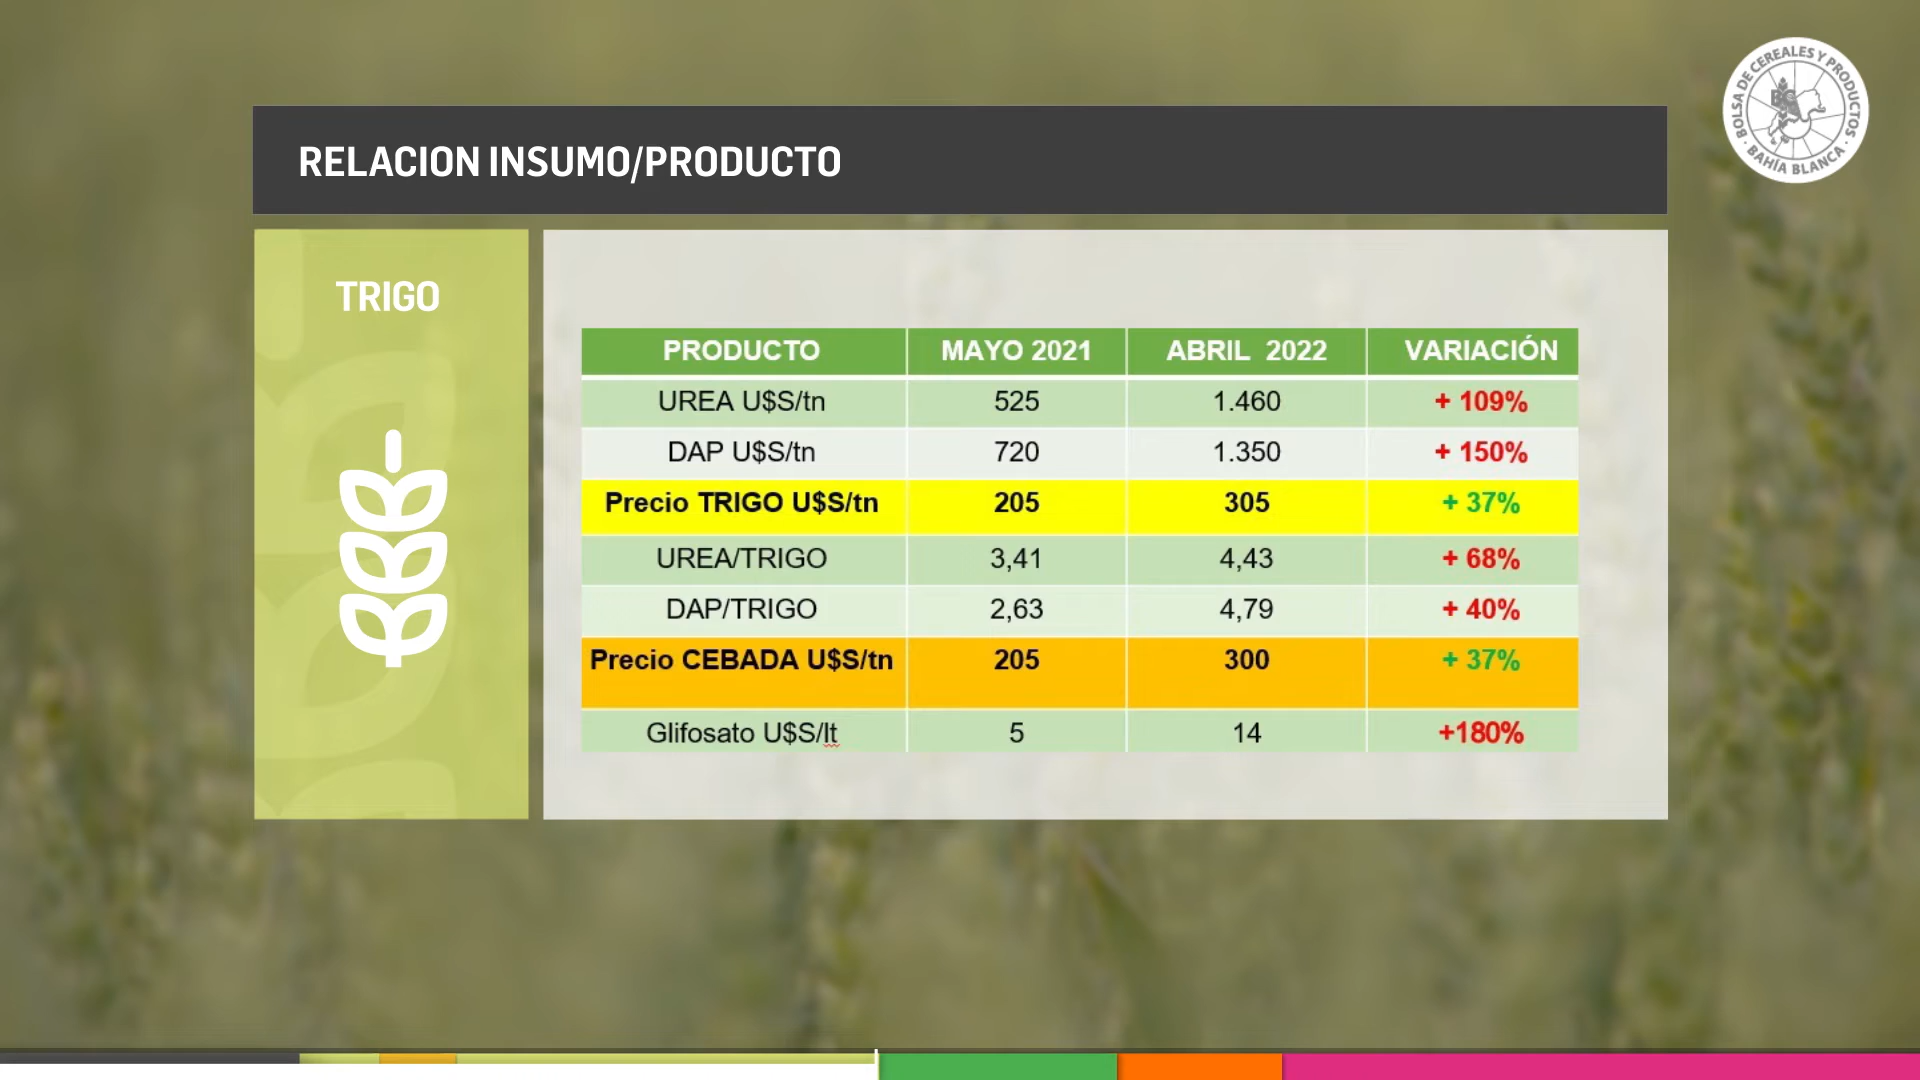 BOLSA DE CEREALES Y PRODUCTOS
BAHÍA BLANCA
RELACION INSUMO/PRODUCTO
TRIGO
PRODUCTO MAYO 2021 ABRIL 2022 VARIACIÓN
UREA U$S/tn 525 1.460 + 109%
DAP U$S/tn 720 1.350 + 150%
Precio TRIGO U$S/tn 205 305 + 37%
UREA/TRIGO 3,41 4,43 + 68%
DAP/TRIGO 2,63 4,79 + 40%
Precio CEBADA U$S/tn 205 300 + 37%
Glifosato U$S/lt 5 14 +180%